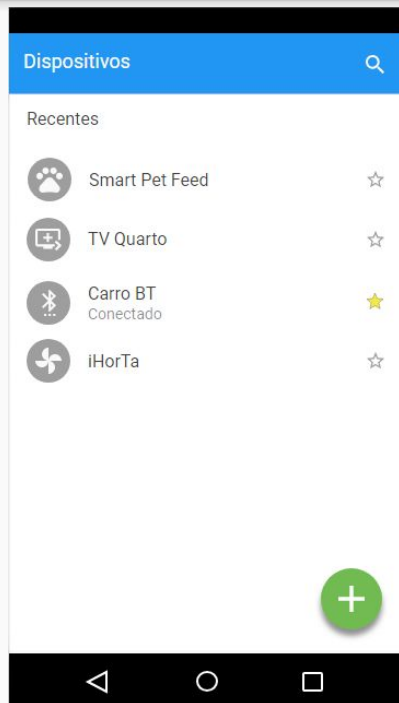 Dispositivos
Recentes
Smart Pet Feed
TV Quarto
Carro BT
Conectado
iHorTa